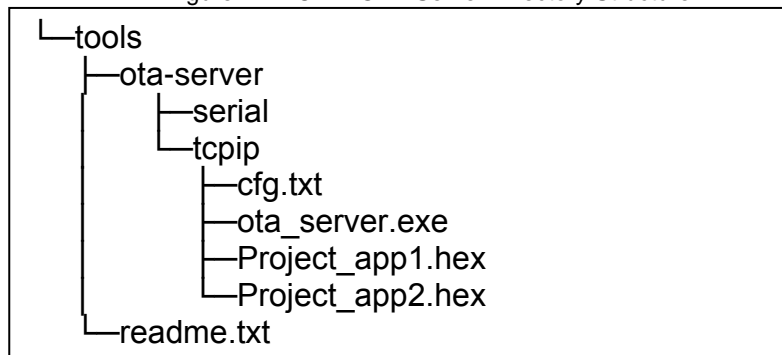 └─tools
├─ota-server
├─serial
└─tcpip
├─cfg.txt
├─ota_server.exe
├─Project_app1.hex
└─Project_app2.hex
└─readme.txt